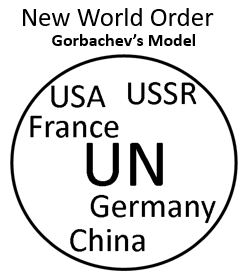 New World Order
Gorbachev’s Model
USA USSR
France
UN
Germany
China